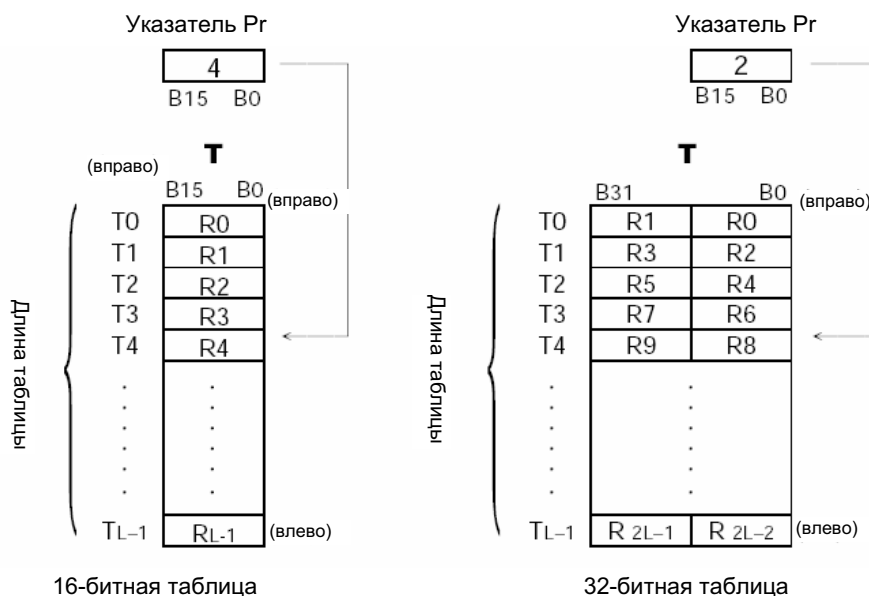 Указатель Pr
4
B15 B0
T
(вправо)
B15 B0
(вправо)
T0 R0
T1 R1
T2 R2
T3 R3
T4 R4
Длина таблицы
TL–1 RL-1 (влево)
16-битная таблица
Указатель Pr
2
B15 B0
T
B31 B0
(вправо)
T0 R1 R0
T1 R3 R2
T2 R5 R4
T3 R7 R6
T4 R9 R8
Длина таблицы
TL–1 R 2L–1 R 2L–2 (влево)
32-битная таблица